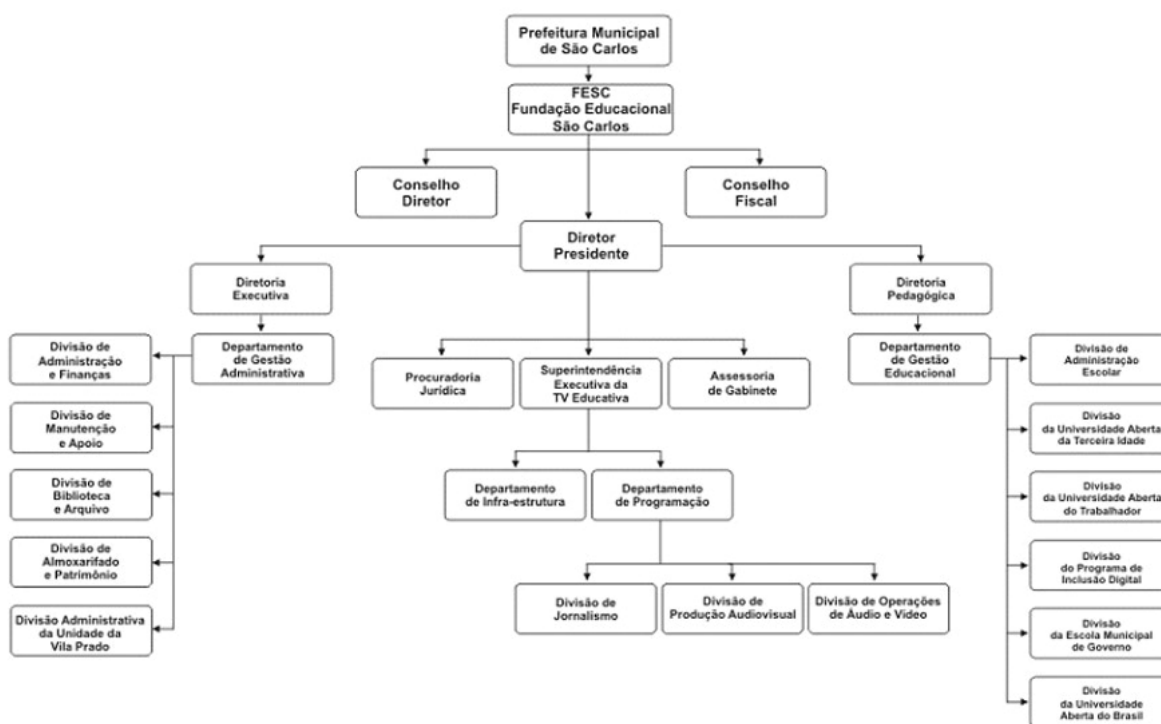 Prefeitura Municipal
de São Carlos
FESC
Fundação Educacional
São Carlos
Conselho
Diretor
Conselho
Fiscal
Diretor
Presidente
Diretoria
Executiva
Diretoria
Pedagógica
Departamento
de Gestão
Administrativa
Departamento
de Gestão
Educacional
Divisão de
Administração
e Finanças
Divisão de
Manutenção
e Apoio
Divisão de
Biblioteca
e Arquivo
Divisão de
Almoxarifado
e Patrimônio
Divisão Administrativa
da Unidade da
Vila Prado
Procuradoria
Jurídica
Superintendência
Executiva da
TV Educativa
Assessoria
de Gabinete
Departamento
de Infra-estrutura
Departamento
de Programação
Divisão de
Jornalismo
Divisão de
Produção Audiovisual
Divisão de Operações
de Áudio e Vídeo
Divisão de
Administração
Escolar
Divisão
da Universidade Aberta
da Terceira Idade
Divisão
da Universidade Aberta
do Trabalhador
Divisão
do Programa de
Inclusão Digital
Divisão
da Escola Municipal
de Governo
Divisão
da Universidade
Aberta do Brasil